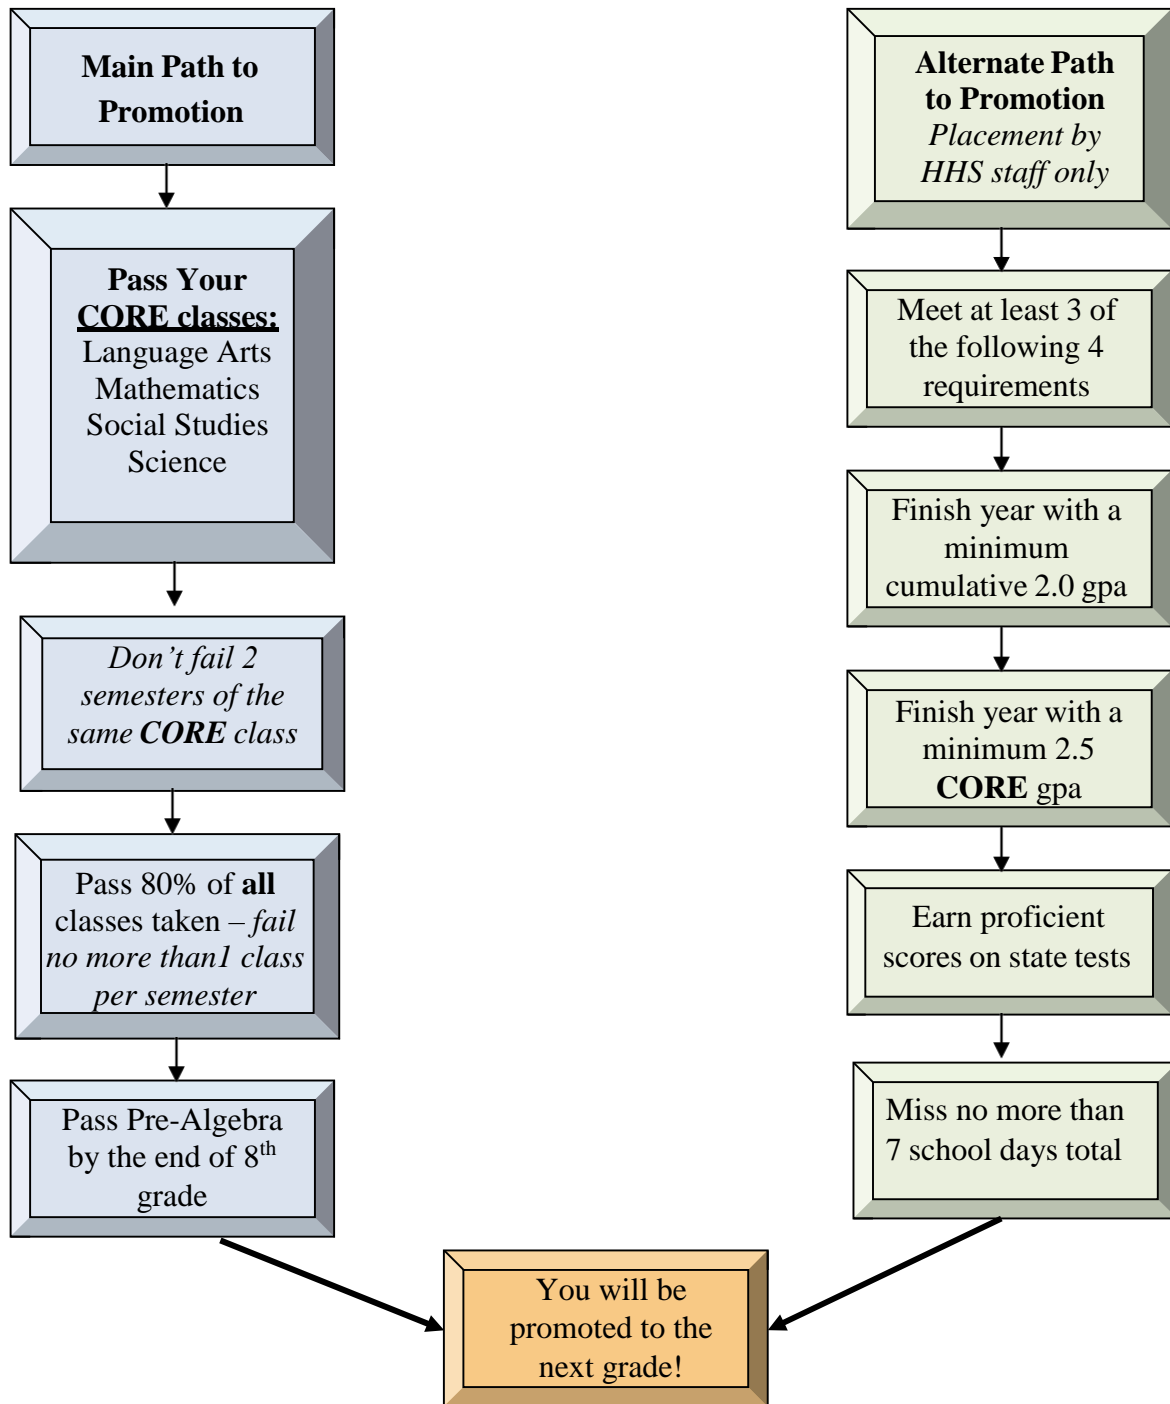 Main Path to
Promotion
Pass Your
CORE classes:
Language Arts
Mathematics
Social Studies
Science
Don’t fail 2
semesters of the
same CORE class
Pass 80% of all
classes taken – fail
no more than1 class
per semester
Pass Pre-Algebra
by the end of 8th
grade
Alternate Path
to Promotion
Placement by
HHS staff only
Meet at least 3 of
the following 4
requirements
Finish year with a
minimum
cumulative 2.0 gpa
Finish year with a
minimum 2.5
CORE gpa
Earn proficient
scores on state tests
Miss no more than
7 school days total
You will be
promoted to the
next grade!